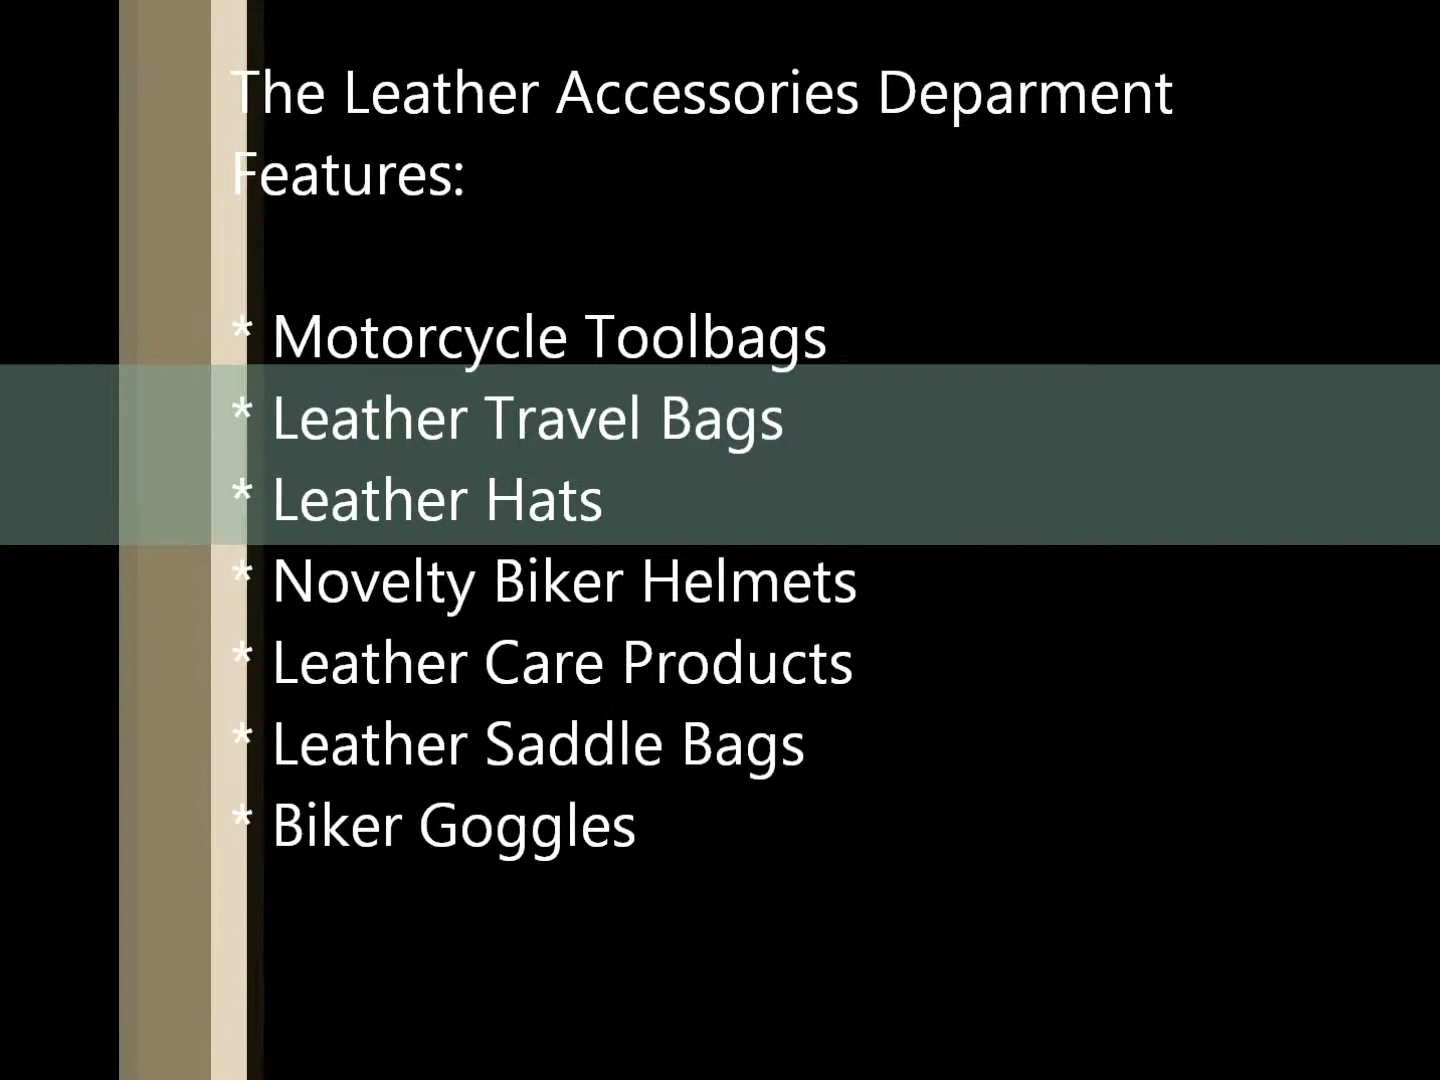 The Leather Accessories Deparment
Features:
* Motorcycle Toolbags
* Leather Travel Bags
* Leather Hats
* Novelty Biker Helmets
* Leather Care Products
* Leather Saddle Bags
* Biker Goggles